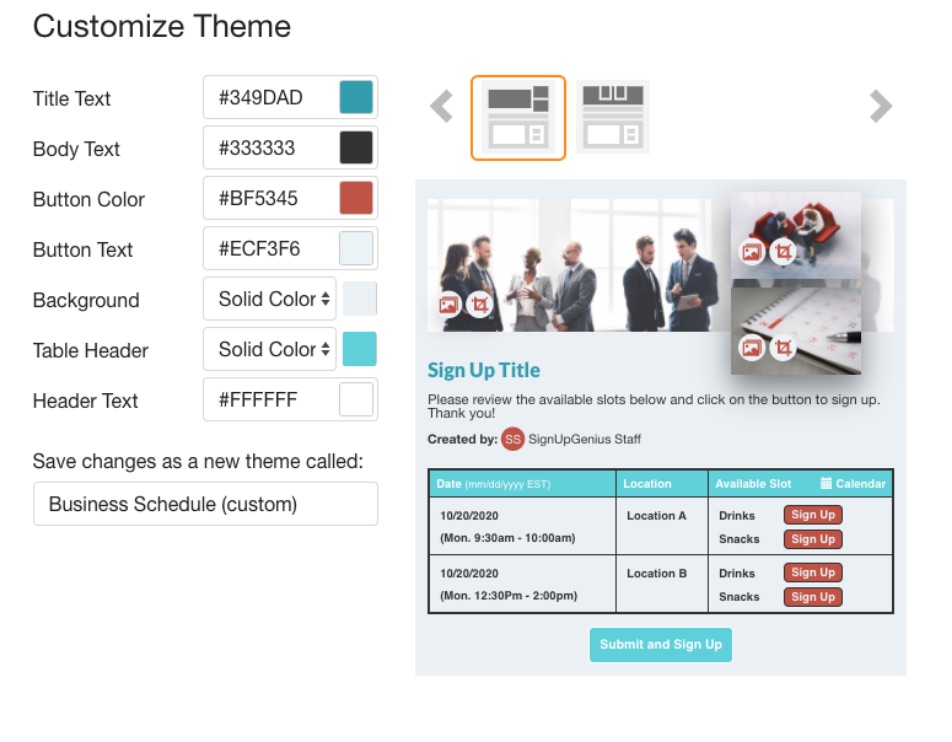 Customize Theme
Title Text #349DAD
Body Text #333333
Button Color #BF5345
Button Text #ECF3F6
Background Solid Color
Table Header Solid Color
Header Text #FFFFFF
Save changes as a new theme called:
Business Schedule (custom)
Sign Up Title
Please review the available slots below and click on the button to sign up.
Thank you!
Created by: SS SignUpGenius Staff
Date (mm/dd/yyyy EST) Location Available Slot Calendar
10/20/2020 Location A Drinks Sign Up
(Mon. 9:30am - 10:00am) Snacks Sign Up
10/20/2020 Location B Drinks Sign Up
(Mon. 12:30Pm - 2:00pm) Snacks Sign Up
Submit and Sign Up